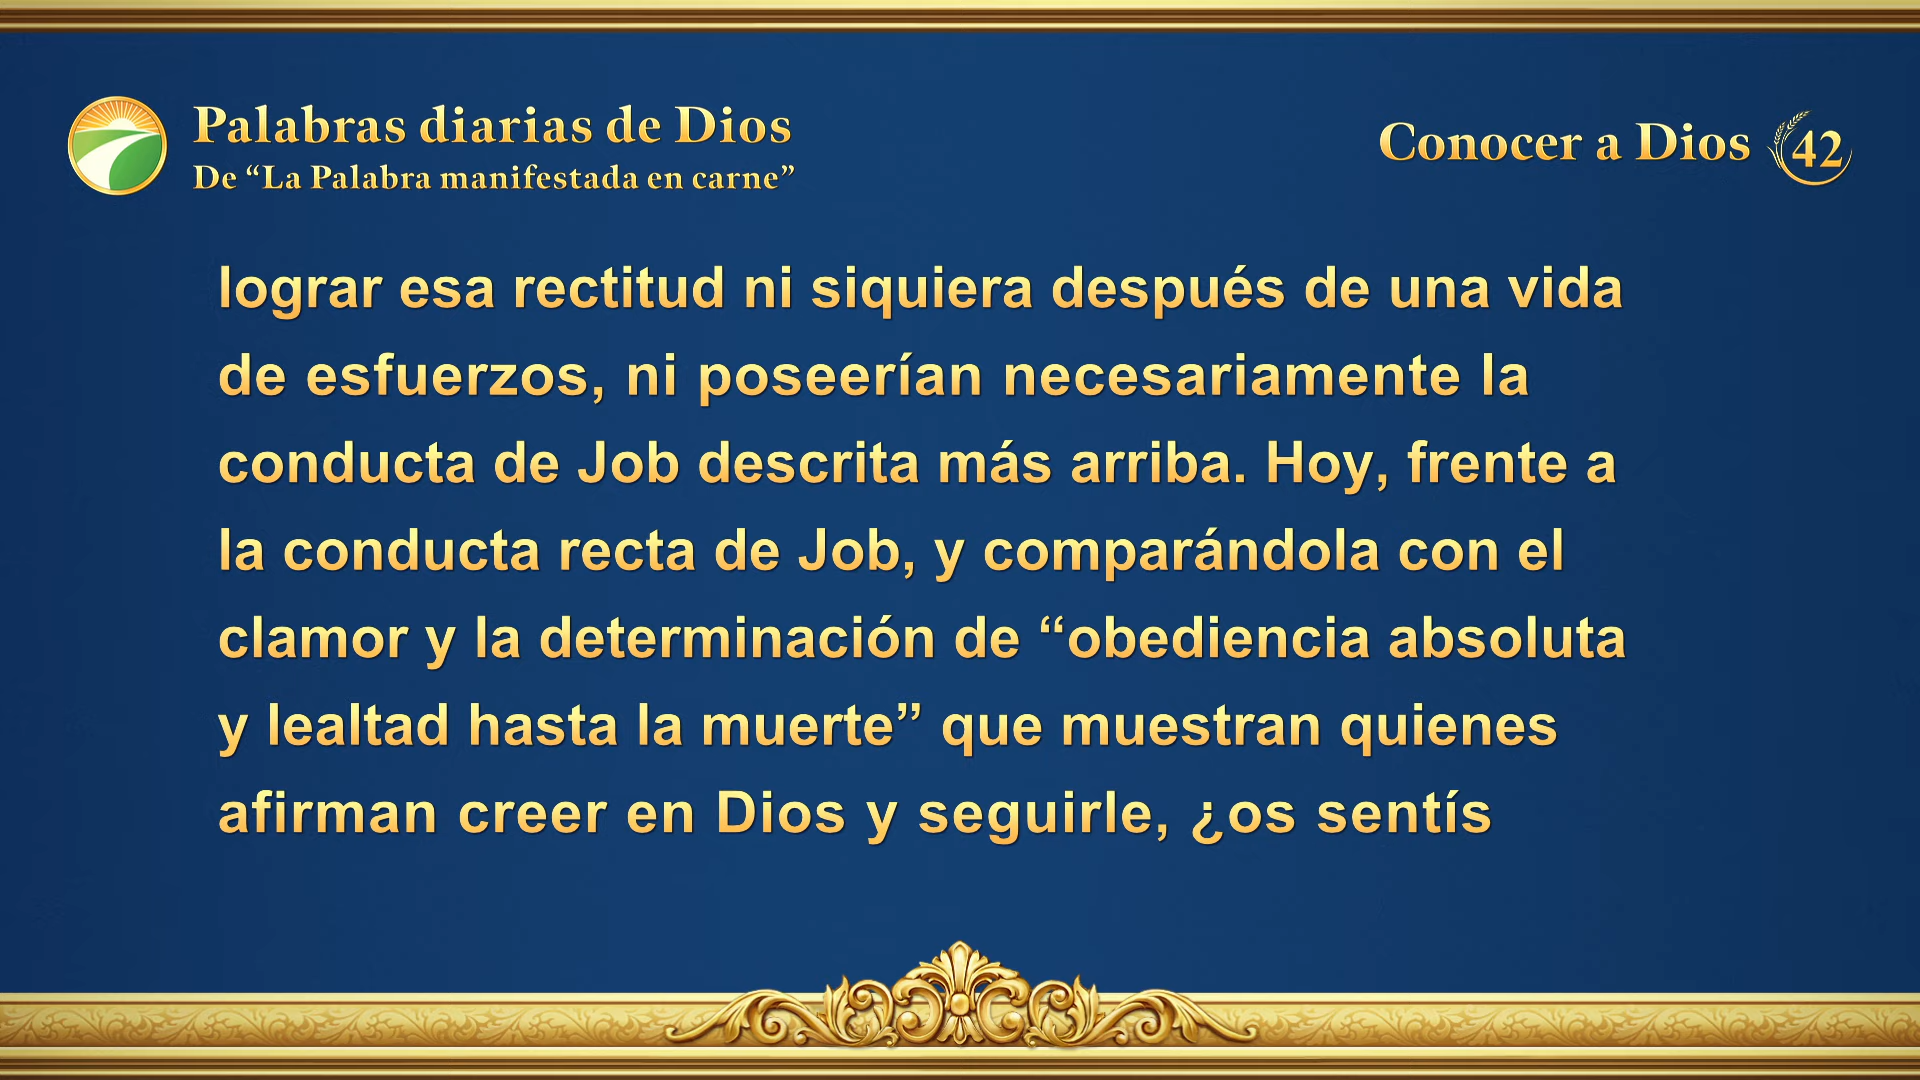 Palabras diarias de Dios
De “La Palabra manifestada en carne”
Conocer a Dios 42
lograr esa rectitud ni siquiera después de una vida
de esfuerzos, ni poseerían necesariamente la
conducta de Job descrita más arriba. Hoy, frente a
la conducta recta de Job, y comparándola con el
clamor y la determinación de “obediencia absoluta
y lealtad hasta la muerte” que muestran quienes
afirman creer en Dios y seguirle, ¿os sentís